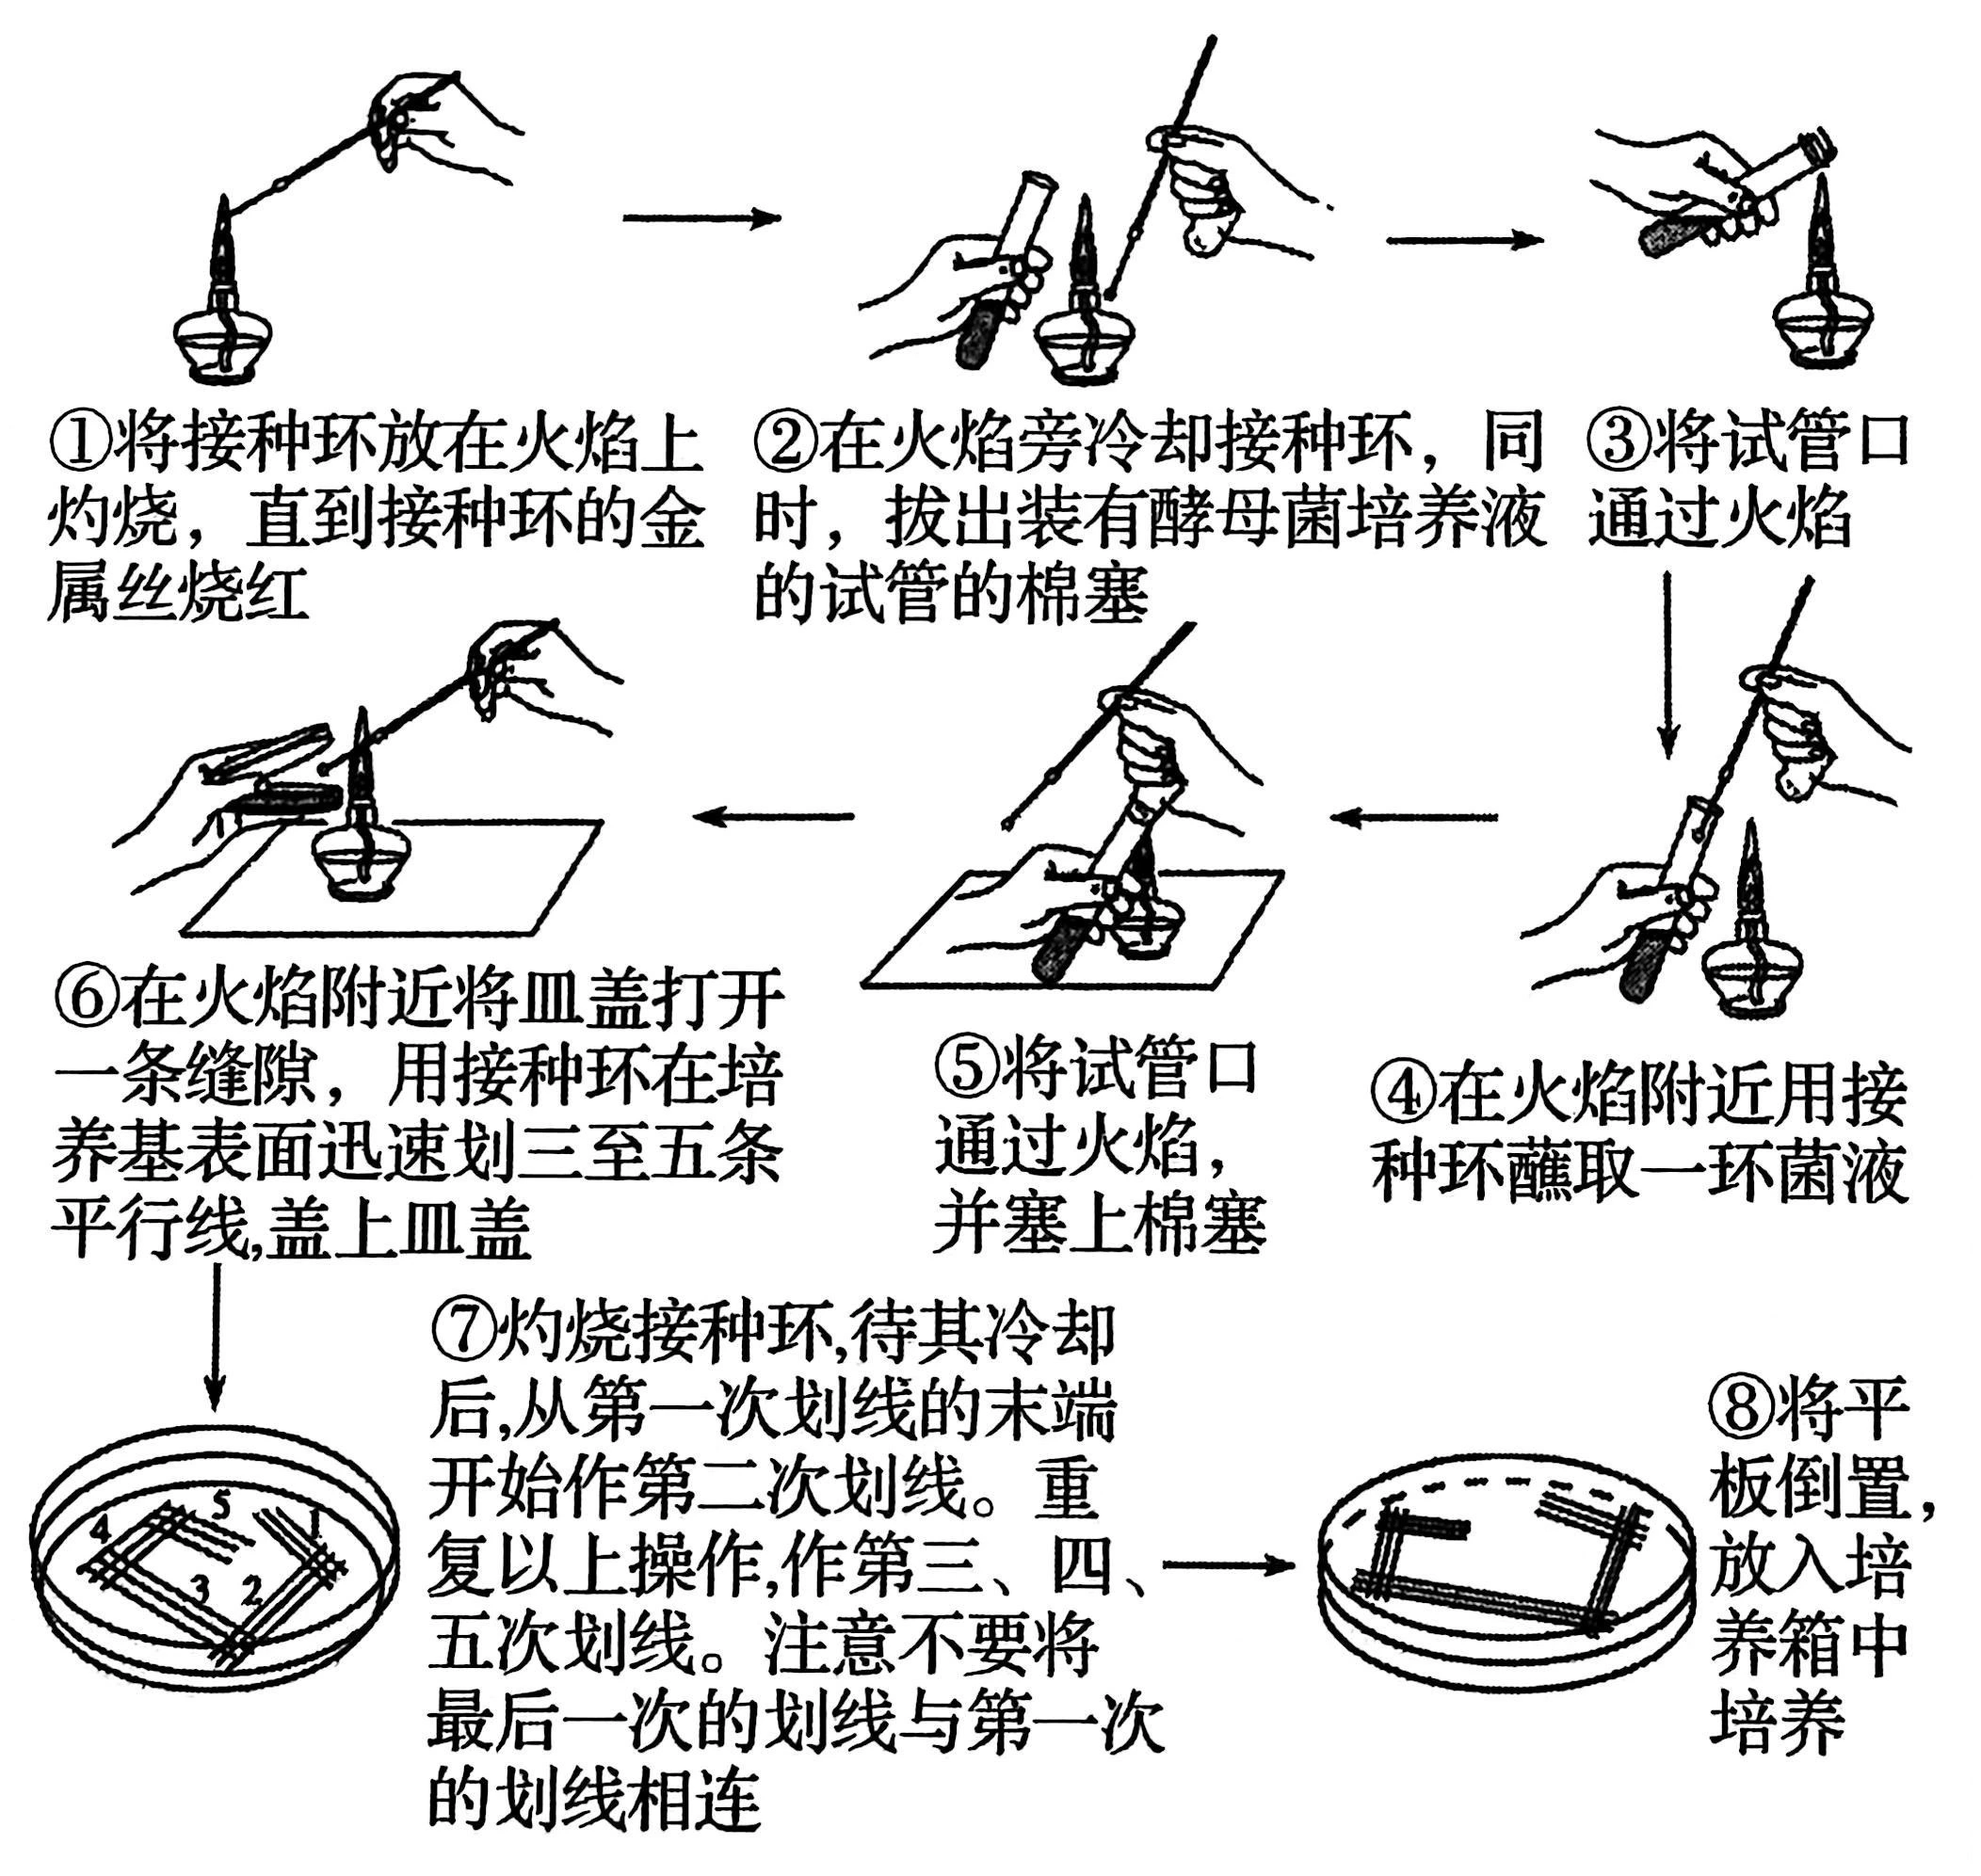 ①将接种环放在火焰上
灼烧，直到接种环的金
属丝烧红
②在火焰旁冷却接种环，同
时，拔出装有酵母菌培养液
的试管的棉塞
③将试管口
通过火焰
④在火焰附近用接
种环蘸取一环菌液
⑤将试管口
通过火焰，
并塞上棉塞
⑥在火焰附近将皿盖打开
一条缝隙，用接种环在培
养基表面迅速划三至五条
平行线,盖上皿盖
⑦灼烧接种环,待其冷却
后,从第一次划线的末端
开始作第二次划线。重
复以上操作,作第三、四、
五次划线。注意不要将
最后一次的划线与第一次
的划线相连
1
2
3
4
5
⑧将平
板倒置，
放入培
养箱中
培养